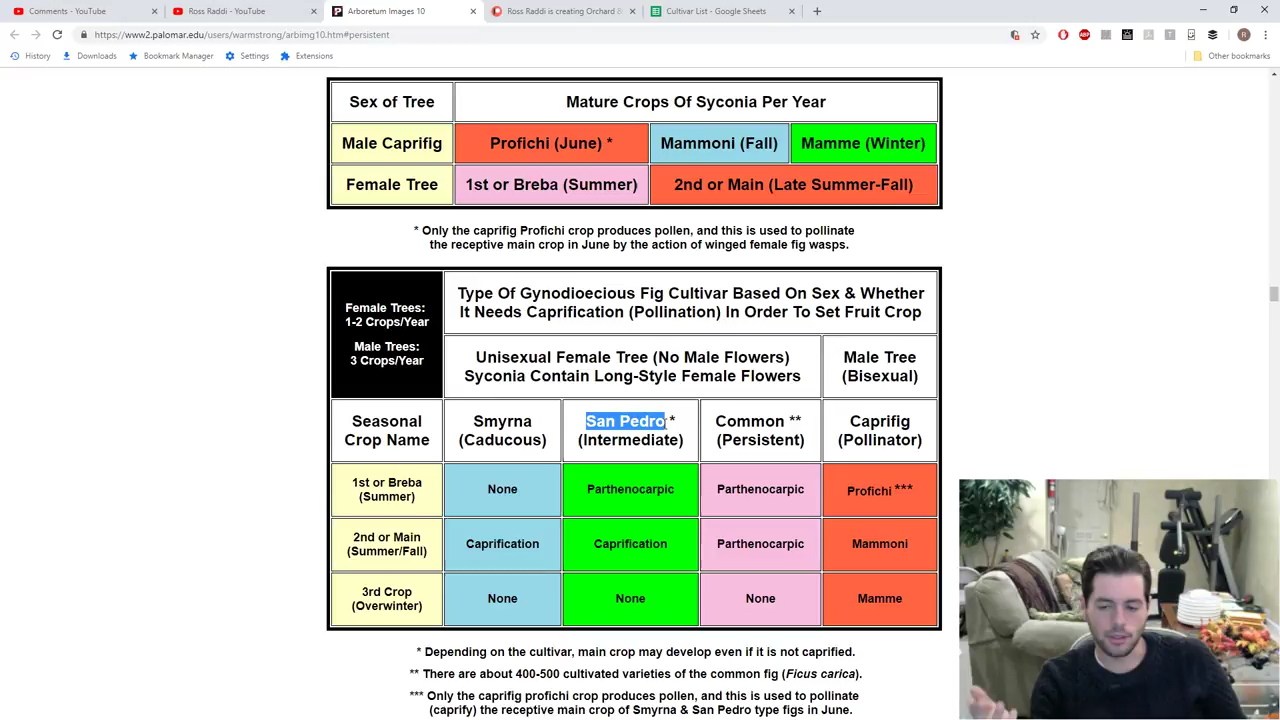 Comments - YouTube
Ross Raddi - YouTube
Arboretum Images 10
Ross Raddi is creating Orchard B
Cultivar List - Google Sheets
https://www2.palomar.edu/users/warmstrong/arbimg10.htm#persistent
History
Downloads
Bookmark Manager
Settings
Extensions
Other bookmarks
Sex of Tree
Mature Crops Of Syconia Per Year
Male Caprifig
Profichi (June) *
Mammoni (Fall)
Mamme (Winter)
Female Tree
1st or Breba (Summer)
2nd or Main (Late Summer-Fall)
* Only the caprifig Profichi crop produces pollen, and this is used to pollinate
the receptive main crop in June by the action of winged female fig wasps.
Female Trees:
1-2 Crops/Year
Male Trees:
3 Crops/Year
Type Of Gynodioecious Fig Cultivar Based On Sex & Whether
It Needs Caprification (Pollination) In Order To Set Fruit Crop
Unisexual Female Tree (No Male Flowers)
Syconia Contain Long-Style Female Flowers
Male Tree
(Bisexual)
Seasonal
Crop Name
Smyrna
(Caducous)
San Pedro *
(Intermediate)
Common **
(Persistent)
Caprifig
(Pollinator)
1st or Breba
(Summer)
None
Parthenocarpic
Parthenocarpic
Profichi ***
2nd or Main
(Summer/Fall)
Caprification
Caprification
Parthenocarpic
Mammoni
3rd Crop
(Overwinter)
None
None
None
Mamme
* Depending on the cultivar, main crop may develop even if it is not caprified.
** There are about 400-500 cultivated varieties of the common fig (Ficus carica).
*** Only the caprifig profichi crop produces pollen, and this is used to pollinate
(caprify) the receptive main crop of Smyrna & San Pedro type figs in June.